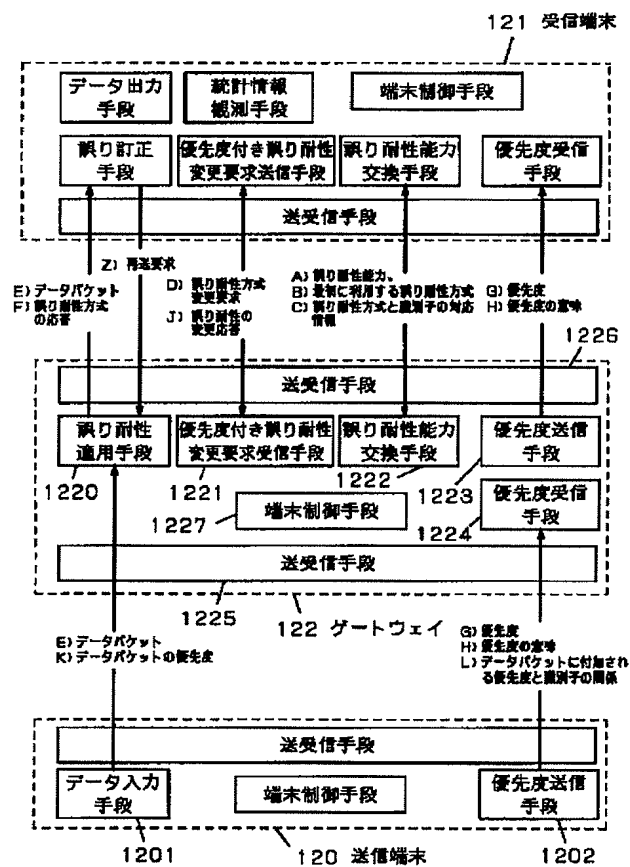 121 受信端末
データ出力
手段
統計情報
観測手段
端末制御手段
誤り訂正
手段
優先度付き誤り耐性
変更要求送信手段
誤り耐性能力
交換手段
優先度受信
手段
送受信手段
Z) 再送要求
E) データパケット
F) 誤り耐性方式
の応答
D) 誤り耐性方式
変更要求
J) 誤り耐性の
変更応答
A) 誤り耐性能力、
B) 最初に利用する誤り耐性方式
C) 誤り耐性方式と識別子の対応
情報
G) 優先度
H) 優先度の意味
1226
送受信手段
誤り耐性
適用手段
優先度付き誤り耐性
変更要求受信手段
誤り耐性能力
交換手段
優先度送信
手段
1220
1221
1222
1223
1227
端末制御手段
優先度受信
手段
1224
送受信手段
1225
122 ゲートウェイ
E) データパケット
K) データパケットの優先度
G) 優先度
H) 優先度の意味
L) データパケットに付加され
る優先度と識別子の関係
送受信手段
データ入力
手段
端末制御手段
優先度送信
手段
1201
120 送信端末
1202